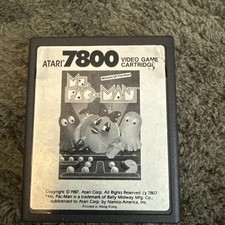 ATARI 7800 VIDEO GAME
CARTRIDGE
MS.
PAC-MAN
Copyright © 1987, Atari Corp. All Rights Reserved
"Ms. Pac-Man is a trademark of Bally Midway Mfg. Co.,
sublicensed to Atari Corp. by Namco-America, Inc.
Printed in Hong Kong